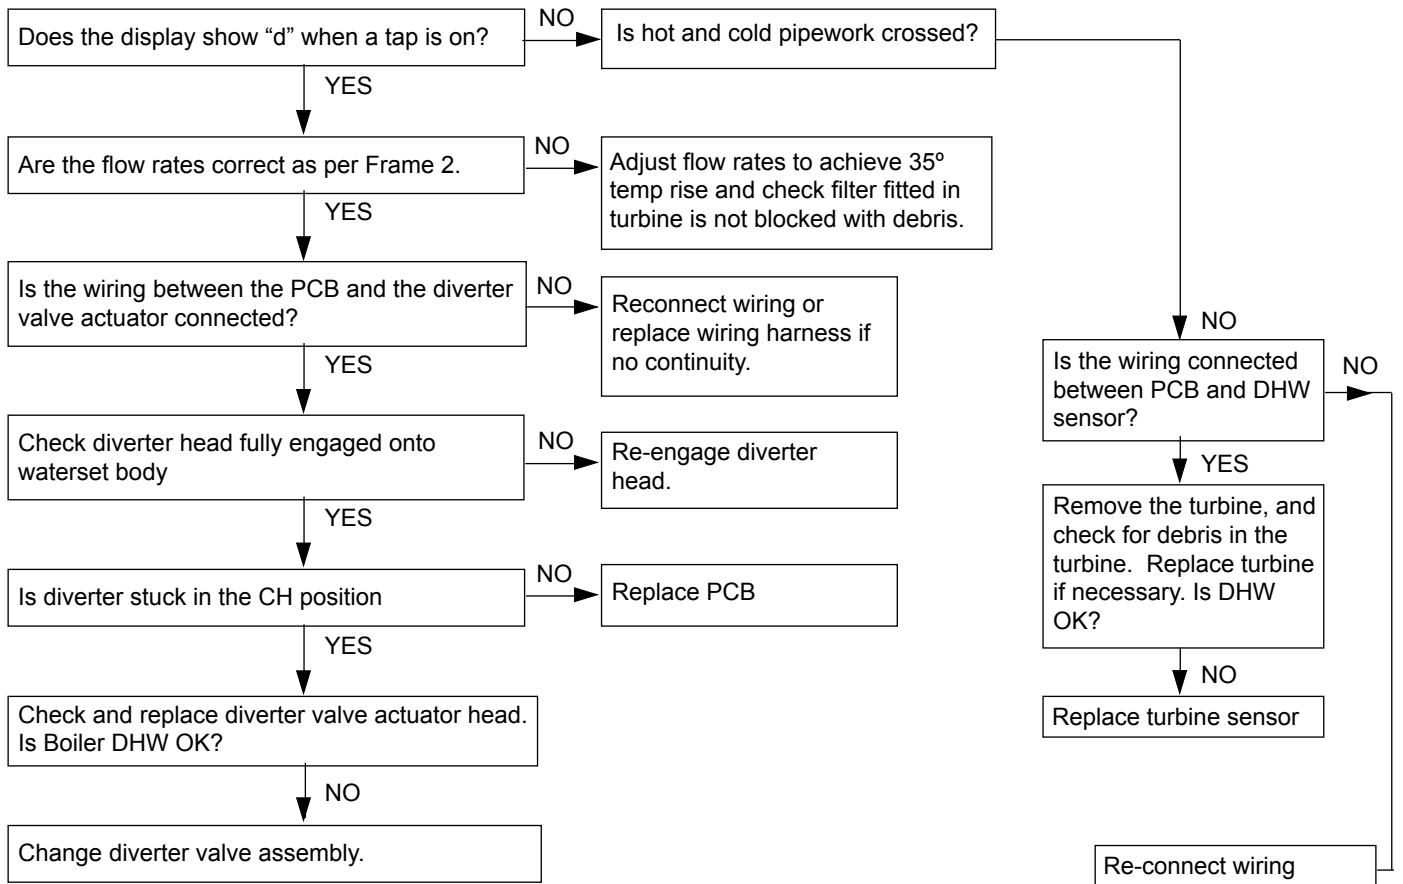 Does the display show “d” when a tap is on?
NO
Is hot and cold pipework crossed?
YES
Are the flow rates correct as per Frame 2.
NO
Adjust flow rates to achieve 35º
temp rise and check filter fitted in
turbine is not blocked with debris.
YES
Is the wiring between the PCB and the diverter
valve actuator connected?
NO
Reconnect wiring or
replace wiring harness if
no continuity.
YES
Check diverter head fully engaged onto
waterset body
NO
Re-engage diverter
head.
YES
Is diverter stuck in the CH position
NO
Replace PCB
YES
Check and replace diverter valve actuator head.
Is Boiler DHW OK?
NO
Change diverter valve assembly.
NO
Is the wiring connected
between PCB and DHW
sensor?
NO
YES
Remove the turbine, and
check for debris in the
turbine.  Replace turbine
if necessary. Is DHW
OK?
NO
Replace turbine sensor
Re-connect wiring